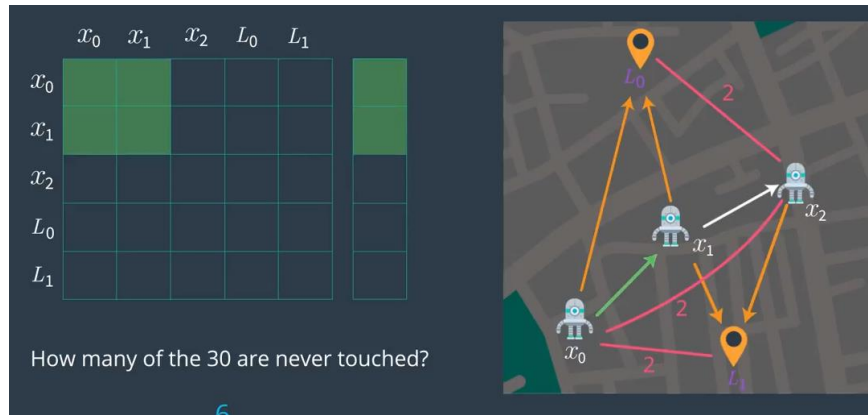 x₀ x₁ x₂ L₀ L₁
x₀
x₁
x₂
L₀
L₁
How many of the 30 are never touched?
6
L₀
2
x₂
x₁
2
x₀
2
L₁